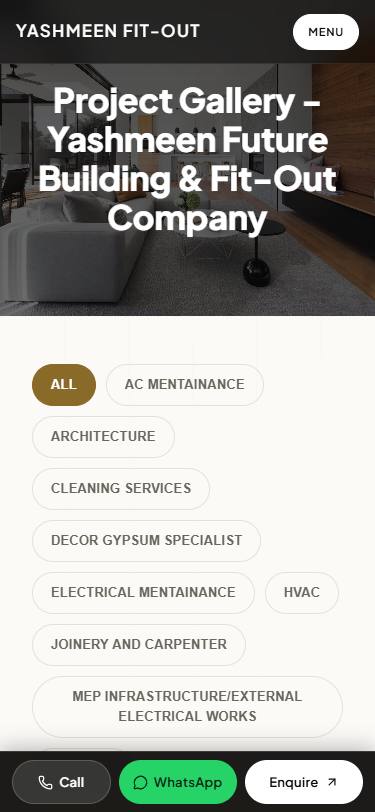 YASHMEEN FIT-OUT
MENU
Project Gallery -
Yashmeen Future
Building & Fit-Out
Company
ALL
AC MENTAINANCE
ARCHITECTURE
CLEANING SERVICES
DECOR GYPSUM SPECIALIST
ELECTRICAL MENTAINANCE
HVAC
JOINERY AND CARPENTER
MEP INFRASTRUCTURE/EXTERNAL
ELECTRICAL WORKS
Call
WhatsApp
Enquire